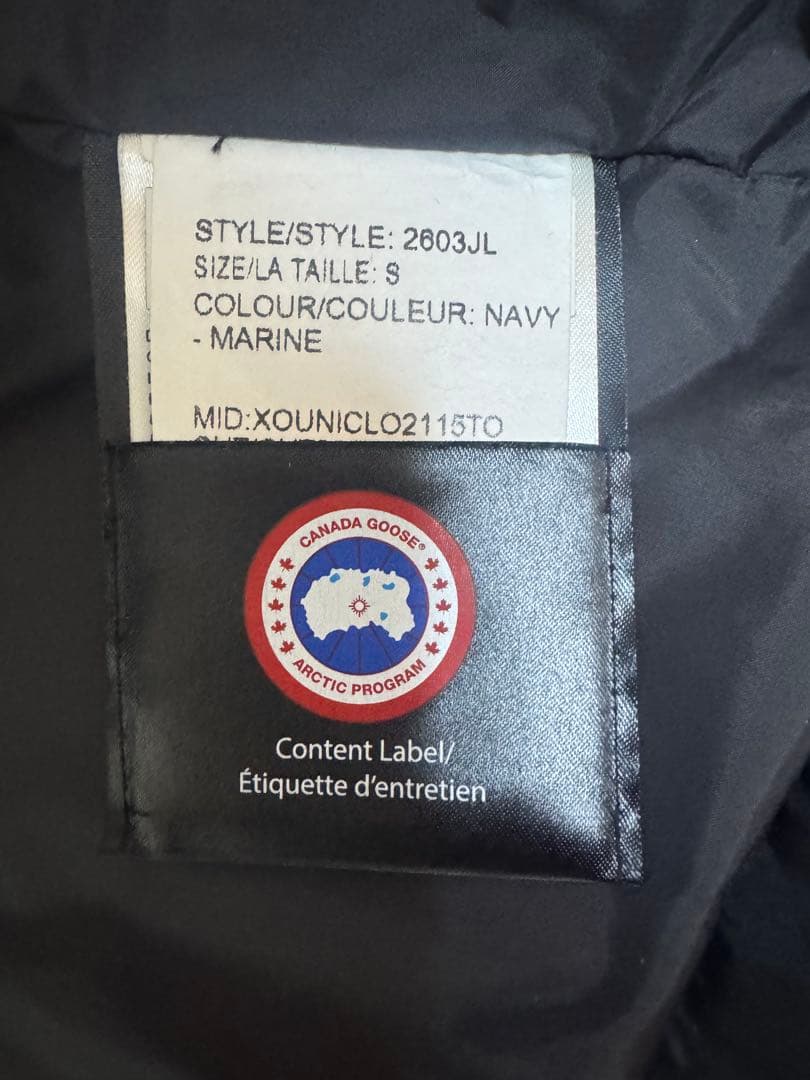 STYLE/STYLE: 2603JL
SIZE/LA TAILLE: S
COLOUR/COULEUR: NAVY
- MARINE
MID:XOUNICLO2115TO
CANADA GOOSE®
ARCTIC PROGRAM
Content Label/
Étiquette d'entretien